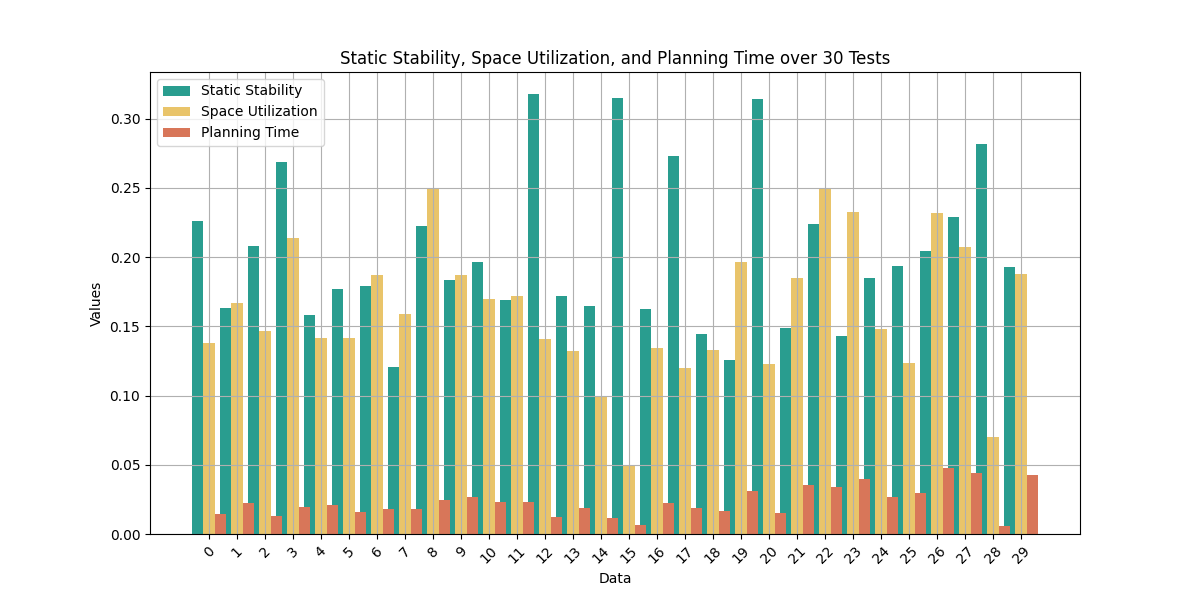 Static Stability, Space Utilization, and Planning Time over 30 Tests
Static Stability
Space Utilization
Planning Time
Values
0.30
0.25
0.20
0.15
0.10
0.05
0.00
0 1 2 3 4 5 6 7 8 9 10 11 12 13 14 15 16 17 18 19 20 21 22 23 24 25 26 27 28 29
Data